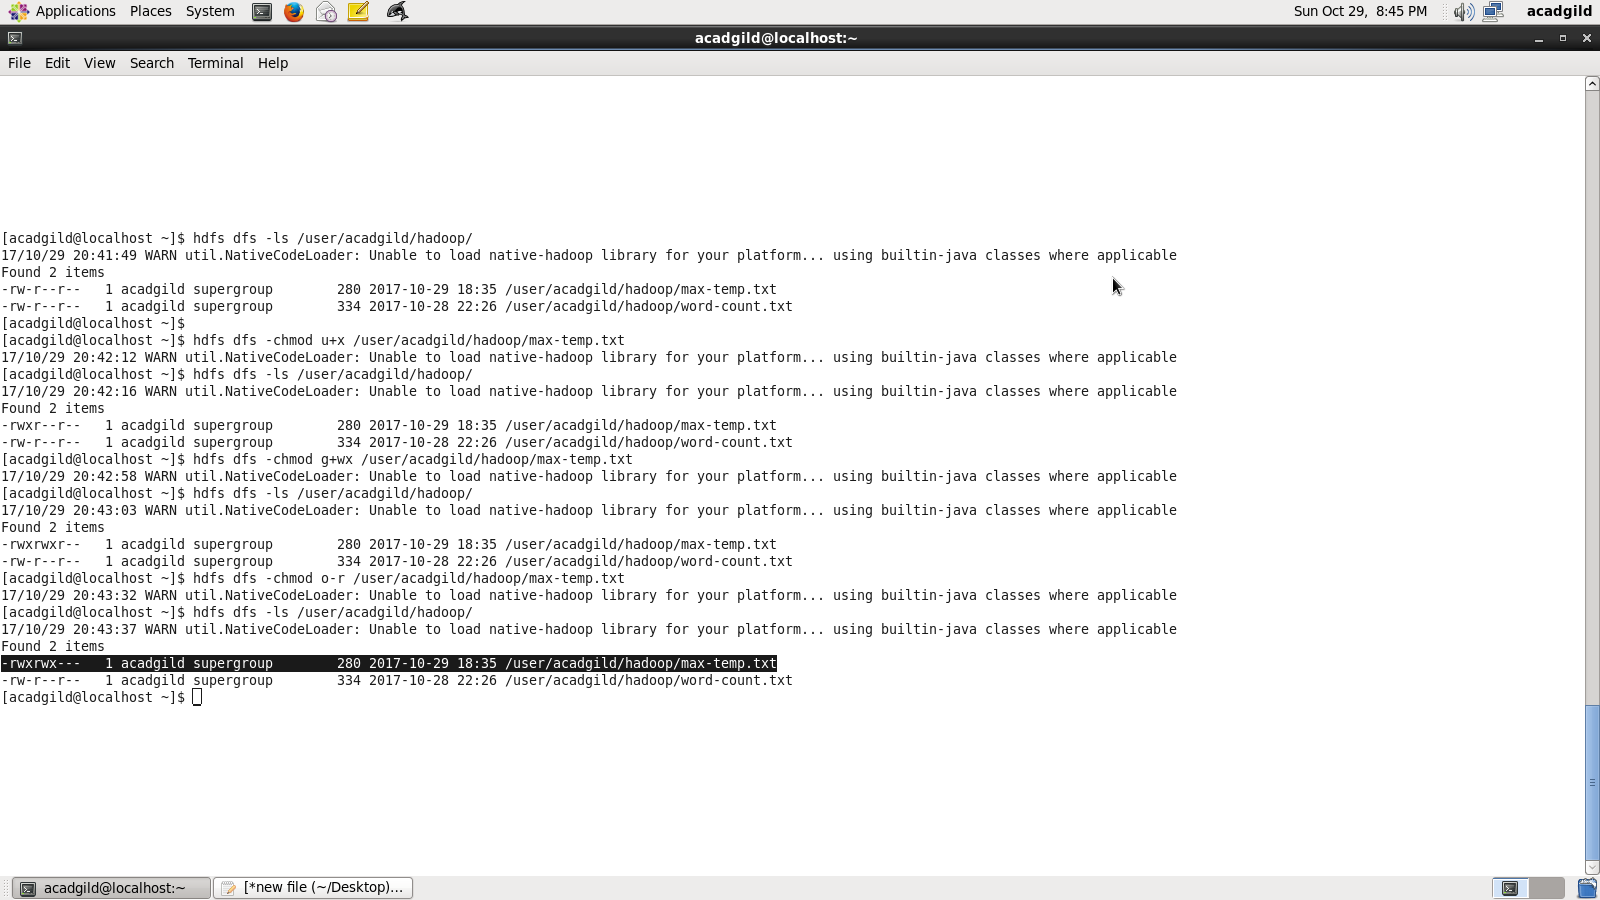 Applications Places System Sun Oct 29, 8:45 PM acadgild
acadgild@localhost:~
File Edit View Search Terminal Help
[acadgild@localhost ~]$ hdfs dfs -ls /user/acadgild/hadoop/
17/10/29 20:41:49 WARN util.NativeCodeLoader: Unable to load native-hadoop library for your platform... using builtin-java classes where applicable
Found 2 items
-rw-r--r--   1 acadgild supergroup        280 2017-10-29 18:35 /user/acadgild/hadoop/max-temp.txt
-rw-r--r--   1 acadgild supergroup        334 2017-10-28 22:26 /user/acadgild/hadoop/word-count.txt
[acadgild@localhost ~]$
[acadgild@localhost ~]$ hdfs dfs -chmod u+x /user/acadgild/hadoop/max-temp.txt
17/10/29 20:42:12 WARN util.NativeCodeLoader: Unable to load native-hadoop library for your platform... using builtin-java classes where applicable
[acadgild@localhost ~]$ hdfs dfs -ls /user/acadgild/hadoop/
17/10/29 20:42:16 WARN util.NativeCodeLoader: Unable to load native-hadoop library for your platform... using builtin-java classes where applicable
Found 2 items
-rwxr--r--   1 acadgild supergroup        280 2017-10-29 18:35 /user/acadgild/hadoop/max-temp.txt
-rw-r--r--   1 acadgild supergroup        334 2017-10-28 22:26 /user/acadgild/hadoop/word-count.txt
[acadgild@localhost ~]$ hdfs dfs -chmod g+wx /user/acadgild/hadoop/max-temp.txt
17/10/29 20:42:58 WARN util.NativeCodeLoader: Unable to load native-hadoop library for your platform... using builtin-java classes where applicable
[acadgild@localhost ~]$ hdfs dfs -ls /user/acadgild/hadoop/
17/10/29 20:43:03 WARN util.NativeCodeLoader: Unable to load native-hadoop library for your platform... using builtin-java classes where applicable
Found 2 items
-rwxrwxr--   1 acadgild supergroup        280 2017-10-29 18:35 /user/acadgild/hadoop/max-temp.txt
-rw-r--r--   1 acadgild supergroup        334 2017-10-28 22:26 /user/acadgild/hadoop/word-count.txt
[acadgild@localhost ~]$ hdfs dfs -chmod o-r /user/acadgild/hadoop/max-temp.txt
17/10/29 20:43:32 WARN util.NativeCodeLoader: Unable to load native-hadoop library for your platform... using builtin-java classes where applicable
[acadgild@localhost ~]$ hdfs dfs -ls /user/acadgild/hadoop/
17/10/29 20:43:37 WARN util.NativeCodeLoader: Unable to load native-hadoop library for your platform... using builtin-java classes where applicable
Found 2 items
-rwxrwx---   1 acadgild supergroup        280 2017-10-29 18:35 /user/acadgild/hadoop/max-temp.txt
-rw-r--r--   1 acadgild supergroup        334 2017-10-28 22:26 /user/acadgild/hadoop/word-count.txt
[acadgild@localhost ~]$
acadgild@localhost:~ [*new file (~/Desktop)...